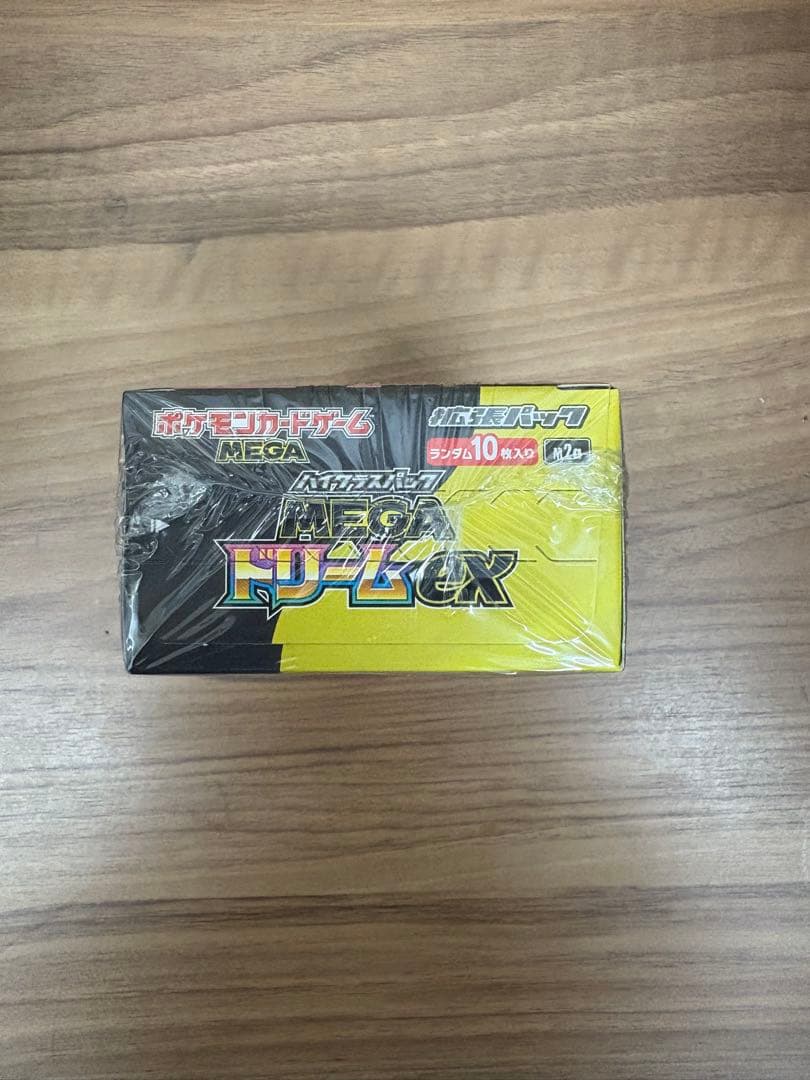 ポケモンカードゲーム
MEGA
拡張パック
ランダム10枚入り
M2a
ハイクラスパック
MEGA
ドリームex